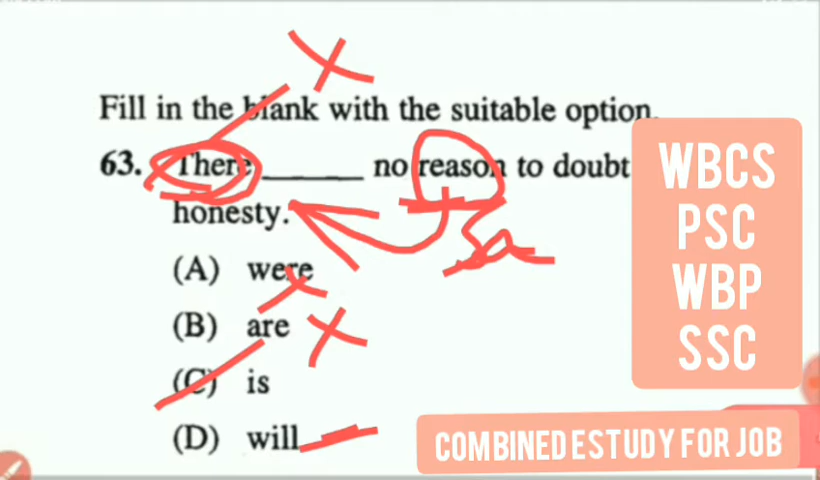 Fill in the blank with the suitable option.
63. There ______ no reason to doubt
honesty.
(A) were
(B) are
(C) is
(D) will
WBCS
PSC
WBP
SSC
COMBINED STUDY FOR JOB